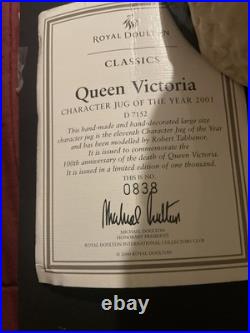 ROYAL DOULTON
CLASSICS
Queen Victoria
CHARACTER JUG OF THE YEAR 2001
D 7152
This hand-made and hand-decorated large size
character jug is the eleventh Character Jug of the Year
and has been modelled by Robert Tabbenor.
It is issued to commemorate the
100th anniversary of the death of Queen Victoria.
It is issued in a limited edition of one thousand.
THIS IS NO.
0838
Michael Doulton
MICHAEL DOULTON
HONORARY PRESIDENT
ROYAL DOULTON INTERNATIONAL COLLECTORS CLUB
© 2000 ROYAL DOULTON